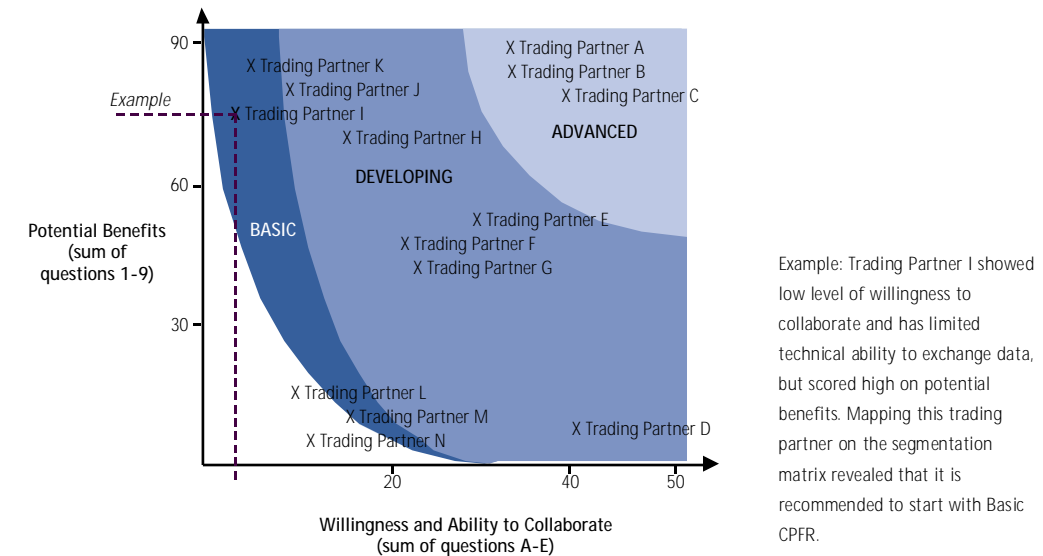 90
X Trading Partner A
X Trading Partner K
X Trading Partner B
X Trading Partner J
X Trading Partner C
Example
X Trading Partner I
ADVANCED
X Trading Partner H
DEVELOPING
60
X Trading Partner E
BASIC
Potential Benefits
(sum of
questions 1-9)
X Trading Partner F
X Trading Partner G
30
X Trading Partner L
X Trading Partner M
X Trading Partner D
X Trading Partner N
20
40
50
Willingness and Ability to Collaborate
(sum of questions A-E)
Example: Trading Partner I showed
low level of willingness to
collaborate and has limited
technical ability to exchange data,
but scored high on potential
benefits. Mapping this trading
partner on the segmentation
matrix revealed that it is
recommended to start with Basic
CPFR.